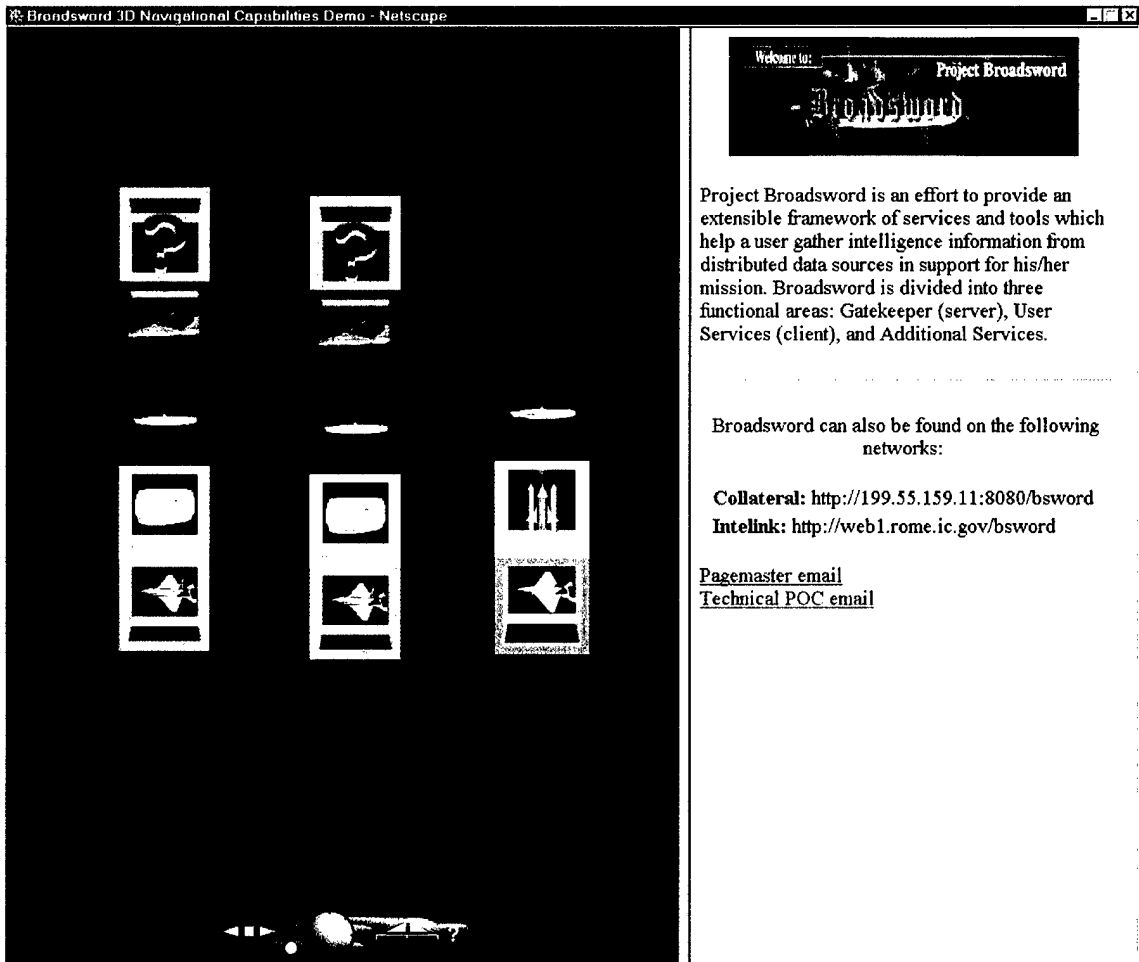 Broadsword 3D Navigational Capabilities Demo - Netscape
Welcome to:
Project Broadsword
- Broadsword
Project Broadsword is an effort to provide an
extensible framework of services and tools which
help a user gather intelligence information from
distributed data sources in support for his/her
mission. Broadsword is divided into three
functional areas: Gatekeeper (server), User
Services (client), and Additional Services.
Broadsword can also be found on the following
networks:
Collateral: http://199.55.159.11:8080/bsword
Intelink: http://web1.rome.ic.gov/bsword
Pagemaster email
Technical POC email
?